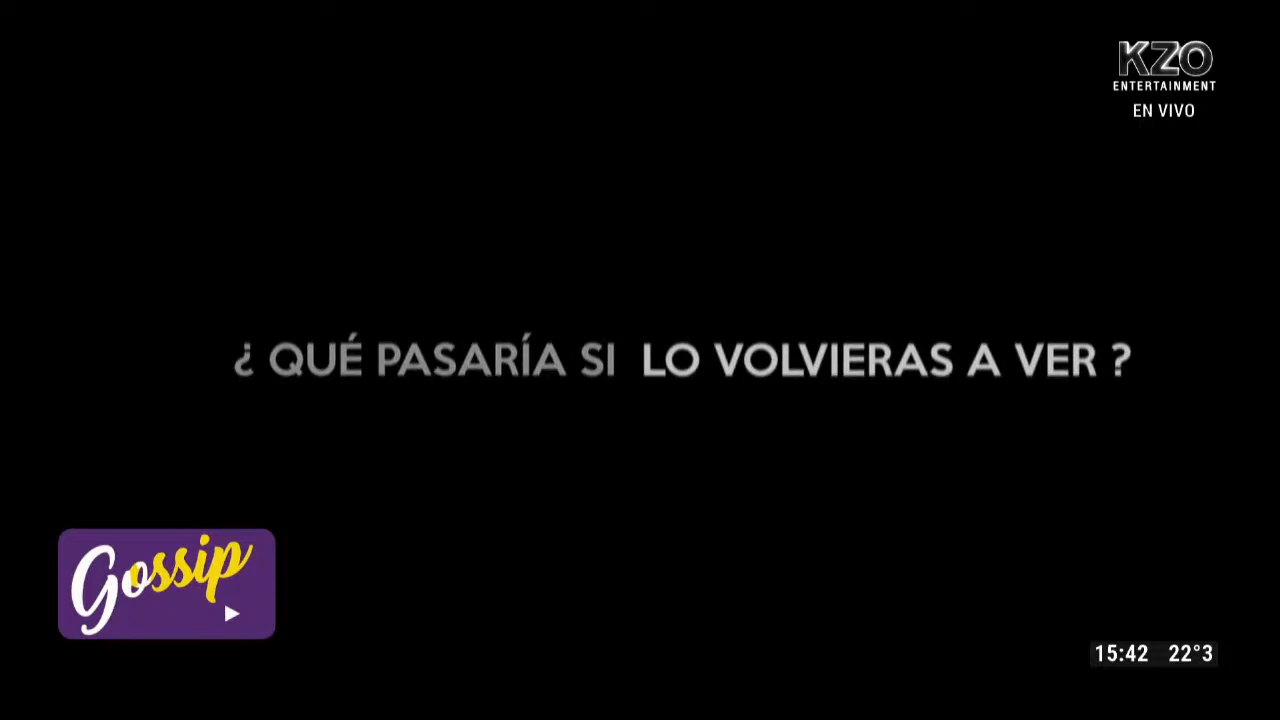 KZO
ENTERTAINMENT
EN VIVO
¿ QUÉ PASARÍA SI LO VOLVIERAS A VER ?
Gossip
15:42 22°3